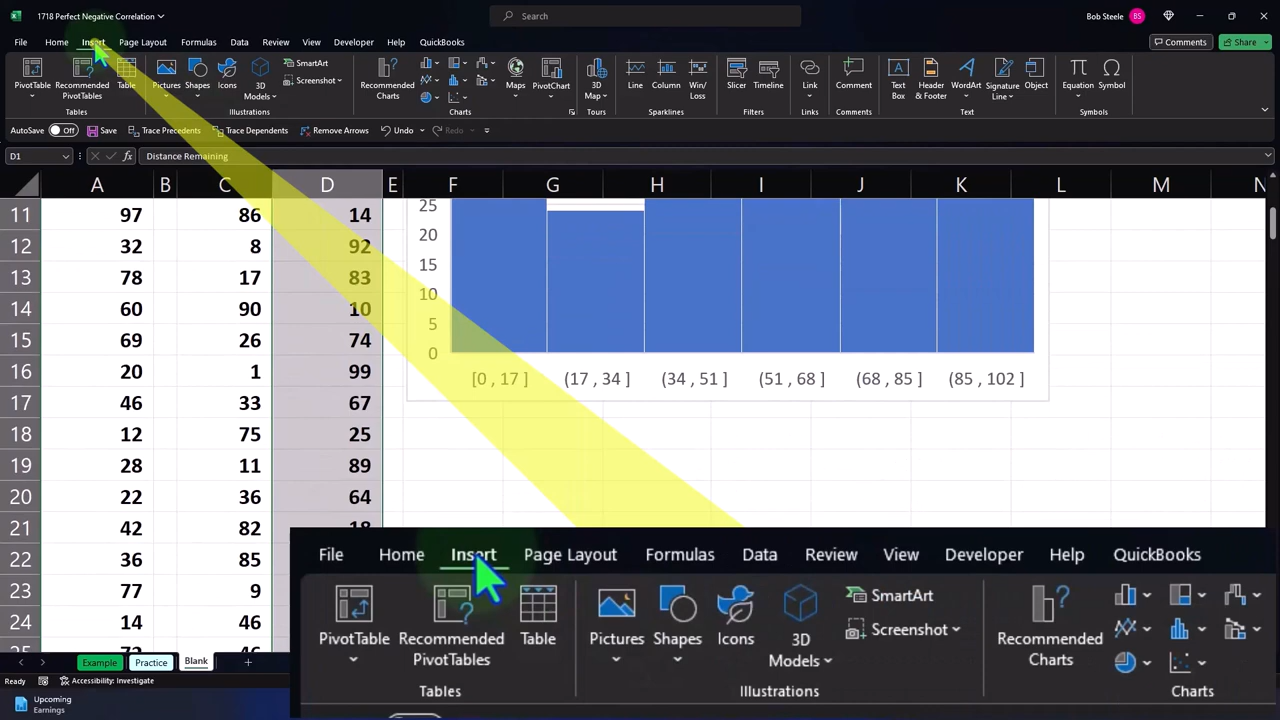 1718 Perfect Negative Correlation
Search
Bob Steele BS
File Home Insert Page Layout Formulas Data Review View Developer Help QuickBooks
Comments Share
PivotTable Recommended PivotTables Table Pictures Shapes Icons 3D Models SmartArt Screenshot Recommended Charts Maps PivotChart 3D Map Line Column Win/Loss Slicer Timeline Link Comment Text Box Header & Footer WordArt Signature Line Object Equation Symbol
Tables Illustrations Charts Tours Sparklines Filters Links Comments Text Symbols
AutoSave Off Save Trace Precedents Trace Dependents Remove Arrows Undo Redo
D1 fx Distance Remaining
A B C D E F G H I J K L M N
11 97 86 14
12 32 8 92
13 78 17 83
14 60 90 10
15 69 26 74
16 20 1 99
17 46 33 67
18 12 75 25
19 28 11 89
20 22 36 64
21 42 82 18
22 36 85
23 77 9
24 14 46
25
20
15
10
5
0
[0 , 17 ] (17 , 34 ] (34 , 51 ] (51 , 68 ] (68 , 85 ] (85 , 102 ]
Example Practice Blank
Ready Accessibility: Investigate
Upcoming
Earnings
File Home Insert Page Layout Formulas Data Review View Developer Help QuickBooks
PivotTable Recommended PivotTables Table Pictures Shapes Icons 3D Models SmartArt Screenshot Recommended Charts
Tables Illustrations Charts